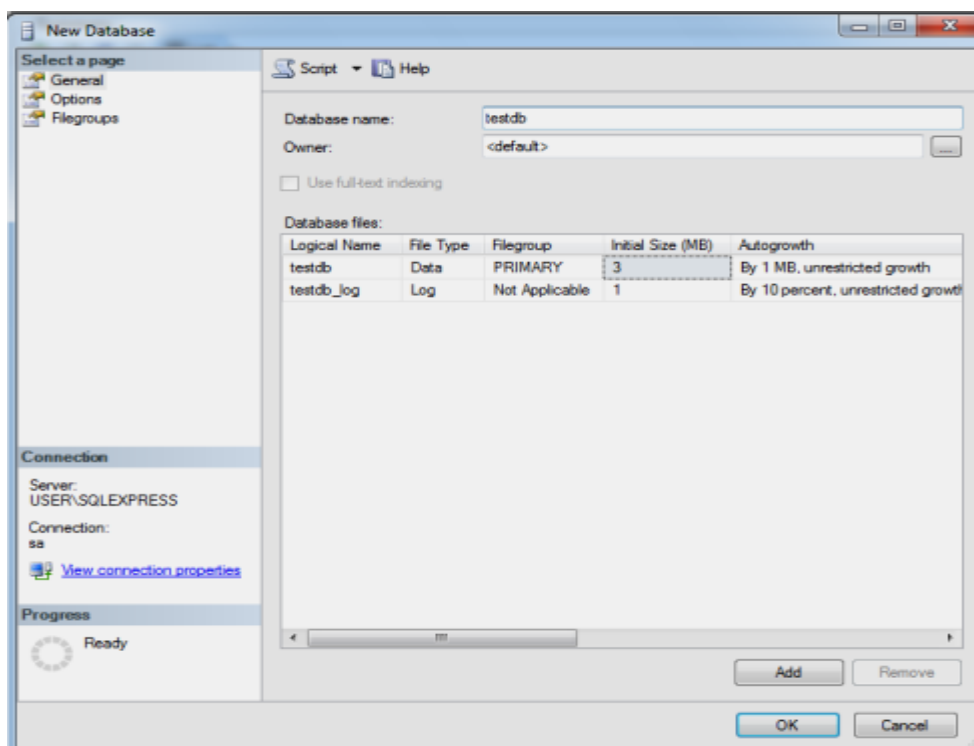 New Database
Select a page
General
Options
Filegroups
Script Help
Database name: testdb
Owner: <default> ...
Use full-text indexing
Database files:
Logical Name File Type Filegroup Initial Size (MB) Autogrowth
testdb Data PRIMARY 3 By 1 MB, unrestricted growth
testdb_log Log Not Applicable 1 By 10 percent, unrestricted growth
Connection
Server:
USER\SQLEXPRESS
Connection:
sa
View connection properties
Progress
Ready
Add Remove
OK Cancel